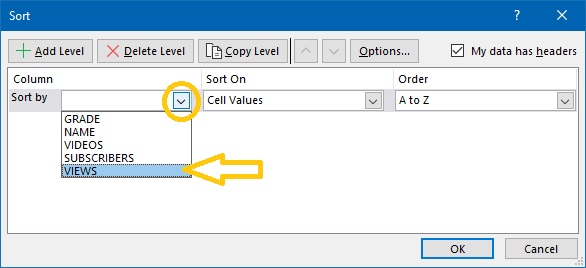 Sort
?
Add Level Delete Level Copy Level Options... My data has headers
Column Sort On Order
Sort by Cell Values A to Z
GRADE
NAME
VIDEOS
SUBSCRIBERS
VIEWS
OK Cancel